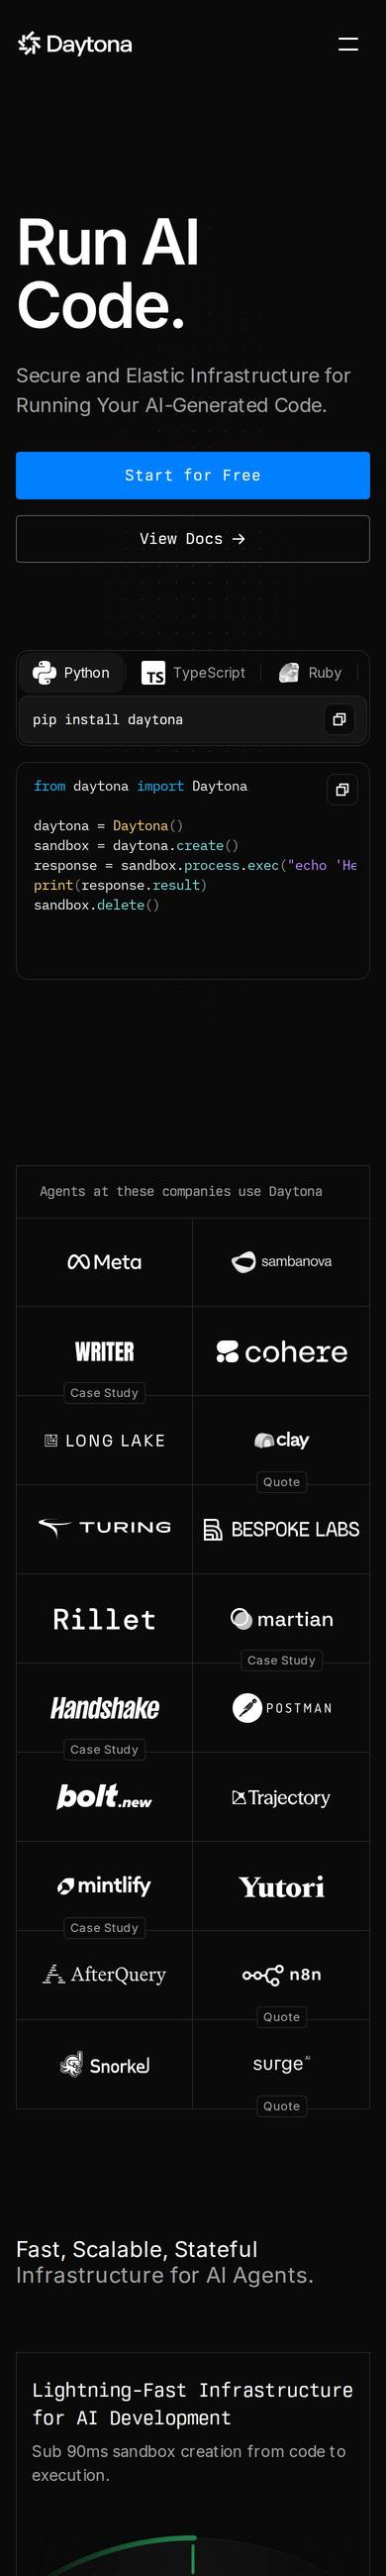 Daytona
Run AI
Code.
Secure and Elastic Infrastructure for
Running Your AI-Generated Code.
Start for Free
View Docs →
Python
TS TypeScript
Ruby
pip install daytona
from daytona import Daytona
daytona = Daytona()
sandbox = daytona.create()
response = sandbox.process.exec("echo 'He
print(response.result)
sandbox.delete()
Agents at these companies use Daytona
Meta
sambanova
WRITER
cohere
Case Study
LONG LAKE
clay
Quote
TURING
BESPOKE LABS
Rillet
martian
Case Study
Handshake
POSTMAN
Case Study
bolt.new
Trajectory
mintlify
Yutori
Case Study
AfterQuery
n8n
Quote
Snorkel
surge AI
Quote
Fast, Scalable, Stateful
Infrastructure for AI Agents.
Lightning-Fast Infrastructure
for AI Development
Sub 90ms sandbox creation from code to
execution.